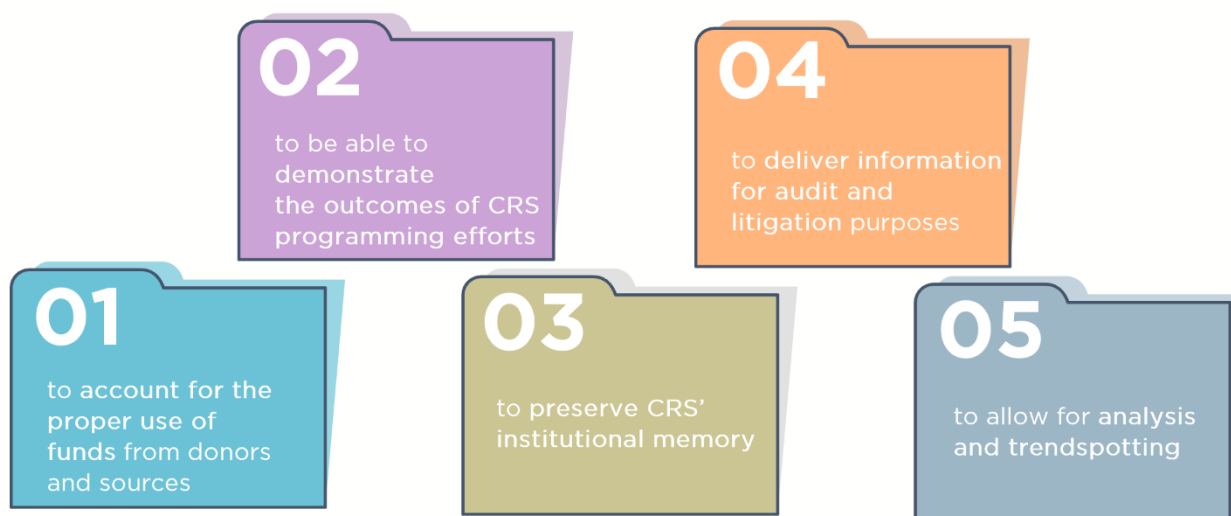 01
to account for the
proper use of
funds from donors
and sources
02
to be able to
demonstrate
the outcomes of CRS
programming efforts
03
to preserve CRS’
institutional memory
04
to deliver information
for audit and
litigation purposes
05
to allow for analysis
and trendspotting